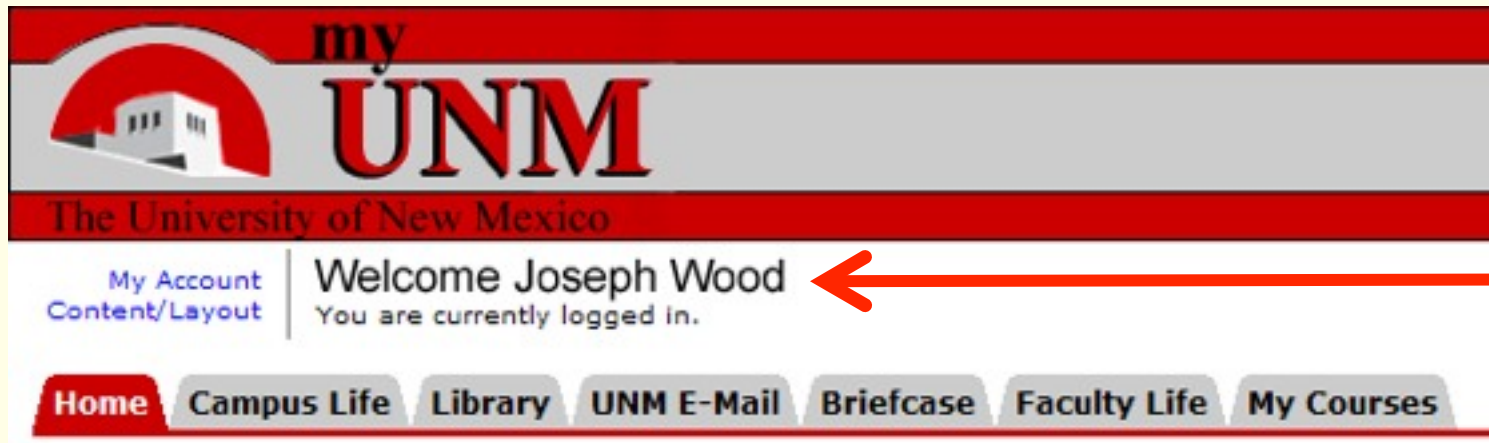 my
UNM
The University of New Mexico
My Account
Content/Layout
Welcome Joseph Wood
You are currently logged in.
Home Campus Life Library UNM E-Mail Briefcase Faculty Life My Courses